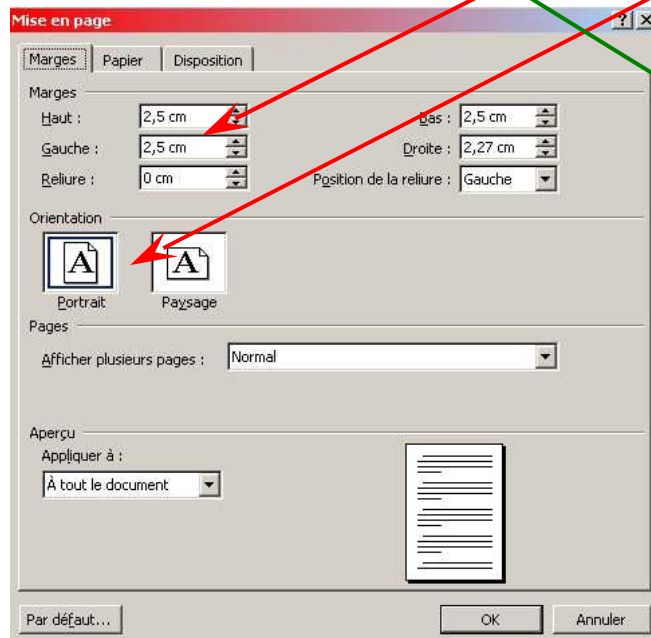 Mise en page
Marges Papier Disposition
Marges
Haut : 2,5 cm Bas : 2,5 cm
Gauche : 2,5 cm Droite : 2,27 cm
Reliure : 0 cm Position de la reliure : Gauche
Orientation
A A
Portrait Paysage
Pages
Afficher plusieurs pages : Normal
Aperçu
Appliquer à :
À tout le document
Par défaut... OK Annuler